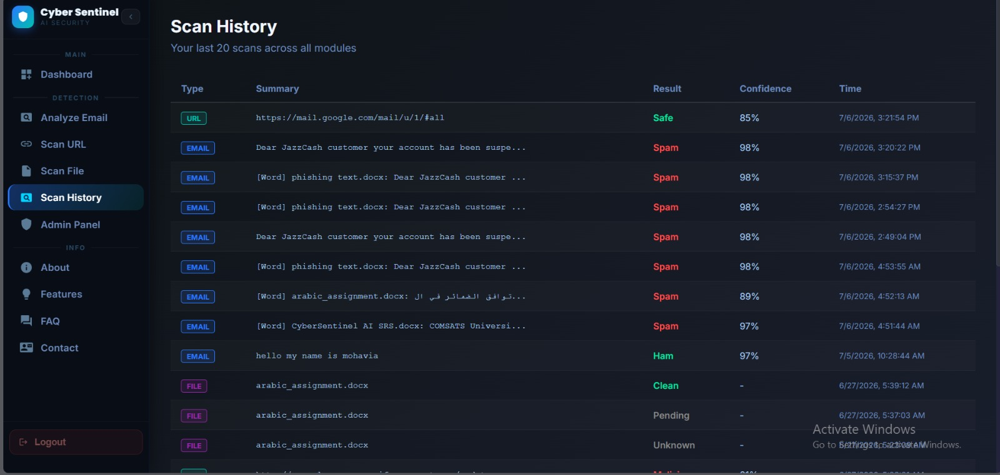 Cyber Sentinel
AI SECURITY
MAIN
Dashboard
DETECTION
Analyze Email
Scan URL
Scan File
Scan History
Admin Panel
INFO
About
Features
FAQ
Contact
Logout
Scan History
Your last 20 scans across all modules
Type Summary Result Confidence Time
URL https://mail.google.com/mail/u/1/#all Safe 85% 7/6/2026, 3:21:54 PM
EMAIL Dear JazzCash customer your account has been suspe... Spam 98% 7/6/2026, 3:20:22 PM
EMAIL [Word] phishing text.docx: Dear JazzCash customer ... Spam 98% 7/6/2026, 3:15:37 PM
EMAIL [Word] phishing text.docx: Dear JazzCash customer ... Spam 98% 7/6/2026, 2:54:27 PM
EMAIL Dear JazzCash customer your account has been suspe... Spam 98% 7/6/2026, 2:49:04 PM
EMAIL [Word] phishing text.docx: Dear JazzCash customer ... Spam 98% 7/6/2026, 4:53:55 AM
EMAIL [Word] arabic_assignment.docx: توافق الضمائر في ال... Spam 89% 7/6/2026, 4:52:13 AM
EMAIL [Word] CyberSentinel AI SRS.docx: COMSATS Universi... Spam 97% 7/6/2026, 4:51:44 AM
EMAIL hello my name is mohavia Ham 97% 7/5/2026, 10:28:44 AM
FILE arabic_assignment.docx Clean - 6/27/2026, 5:39:12 AM
FILE arabic_assignment.docx Pending - 6/27/2026, 5:37:03 AM
FILE arabic_assignment.docx Unknown - 6/27/2026, 5:23:09 AM
Activate Windows
Go to Settings to activate Windows.